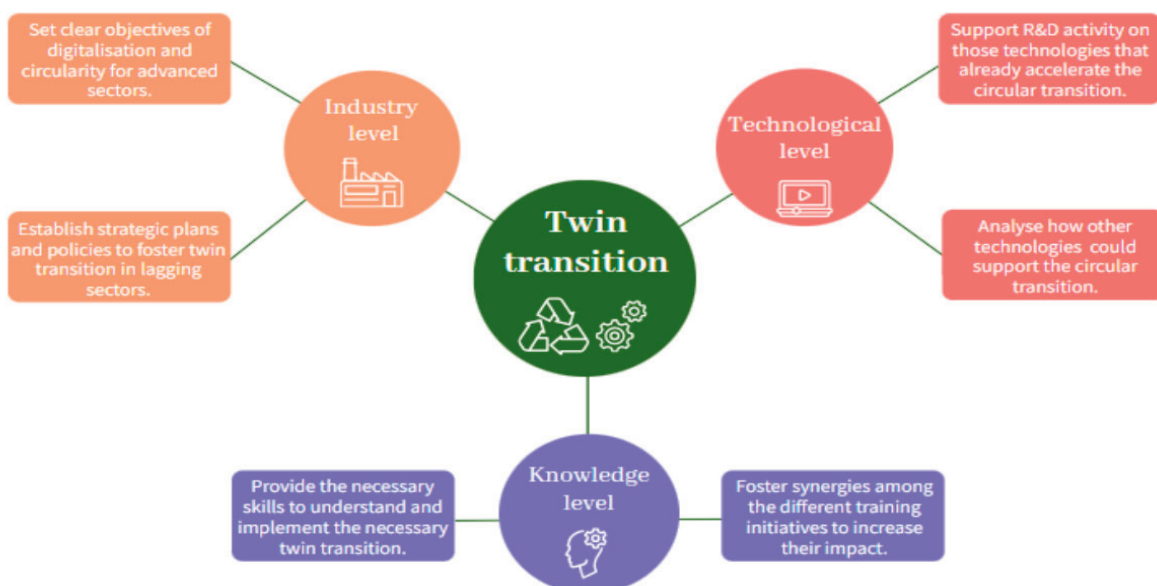 Set clear objectives of
digitalisation and
circularity for advanced
sectors.
Industry
level
Establish strategic plans
and policies to foster twin
transition in lagging
sectors.
Support R&D activity on
those technologies that
already accelerate the
circular transition.
Technological
level
Analyse how other
technologies could
support the circular
transition.
Twin
transition
Knowledge
level
Provide the necessary
skills to understand and
implement the necessary
twin transition.
Foster synergies among
the different training
initiatives to increase
their impact.